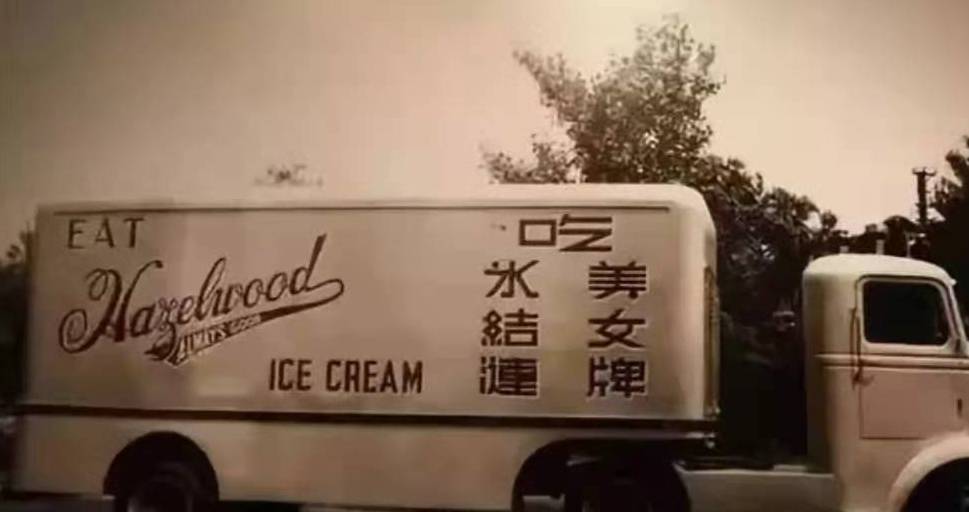 EAT
Hazelwood
ALWAYS GOOD
ICE CREAM
吃
美女牌
氷結漣